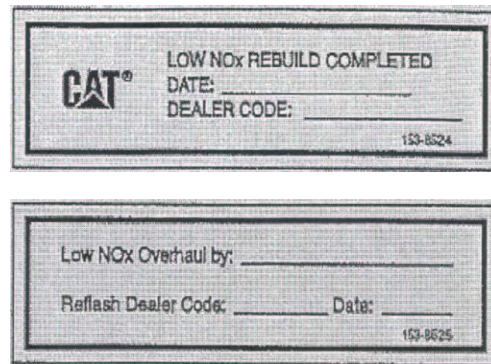 CAT®
LOW NOx REBUILD COMPLETED
DATE:
DEALER CODE:
153-8524
Low NOx Overhaul by:
Reflash Dealer Code: Date:
153-8525